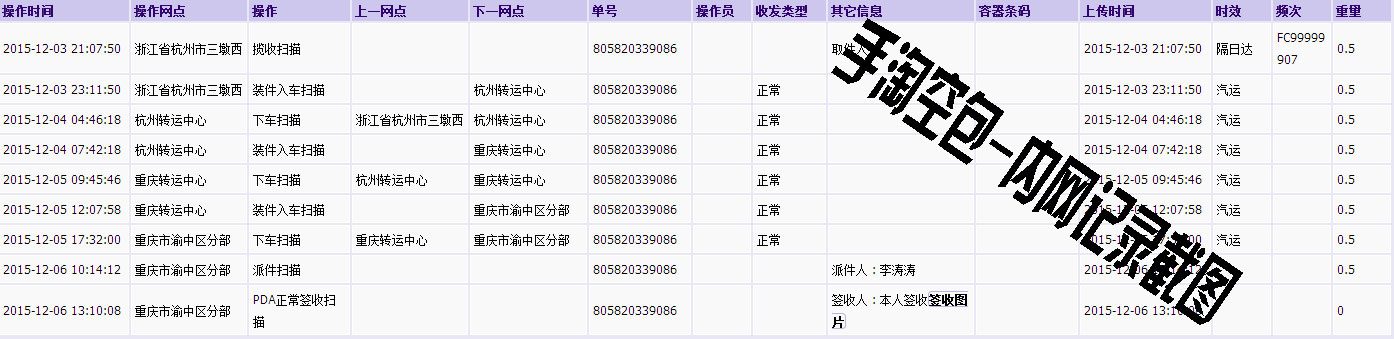 操作时间 操作网点 操作 上一网点 下一网点 单号 操作员 收发类型 其它信息 容器条码 上传时间 时效 频次 重量
2015-12-03 21:07:50 浙江省杭州市三墩西 揽收扫描 805820339086 取件人 2015-12-03 21:07:50 隔日达 FC99999 0.5
907
2015-12-03 23:11:50 浙江省杭州市三墩西 装件入车扫描 杭州转运中心 805820339086 正常 2015-12-03 23:11:50 汽运 0.5
2015-12-04 04:46:18 杭州转运中心 下车扫描 浙江省杭州市三墩西 杭州转运中心 805820339086 正常 2015-12-04 04:46:18 汽运 0.5
2015-12-04 07:42:18 杭州转运中心 装件入车扫描 重庆转运中心 805820339086 正常 2015-12-04 07:42:18 汽运 0.5
2015-12-05 09:45:46 重庆转运中心 下车扫描 杭州转运中心 重庆转运中心 805820339086 正常 2015-12-05 09:45:46 汽运 0.5
2015-12-05 12:07:58 重庆转运中心 装件入车扫描 重庆市渝中区分部 805820339086 正常 12:07:58 汽运 0.5
2015-12-05 17:32:00 重庆市渝中区分部 下车扫描 重庆转运中心 重庆市渝中区分部 805820339086 正常 2015-12-05 汽运 0.5
2015-12-06 10:14:12 重庆市渝中区分部 派件扫描 805820339086 派件人：李涛涛 2015-12-06 0.5
2015-12-06 13:10:08 重庆市渝中区分部 PDA正常签收扫 805820339086 签收人：本人签收签收图 2015-12-06 0
描 片
手淘空包-内网记录截图